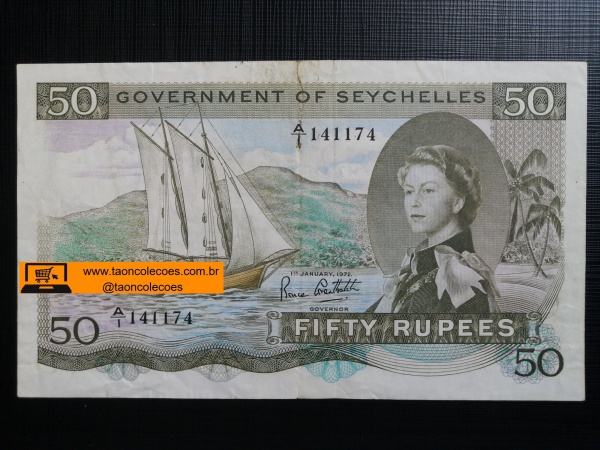 50 GOVERNMENT OF SEYCHELLES 50
A/1 141174
www.taoncolecoes.com.br
@taoncolecoes
1ST JANUARY, 1972.
GOVERNOR
A/1 141174
FIFTY RUPEES
50
50